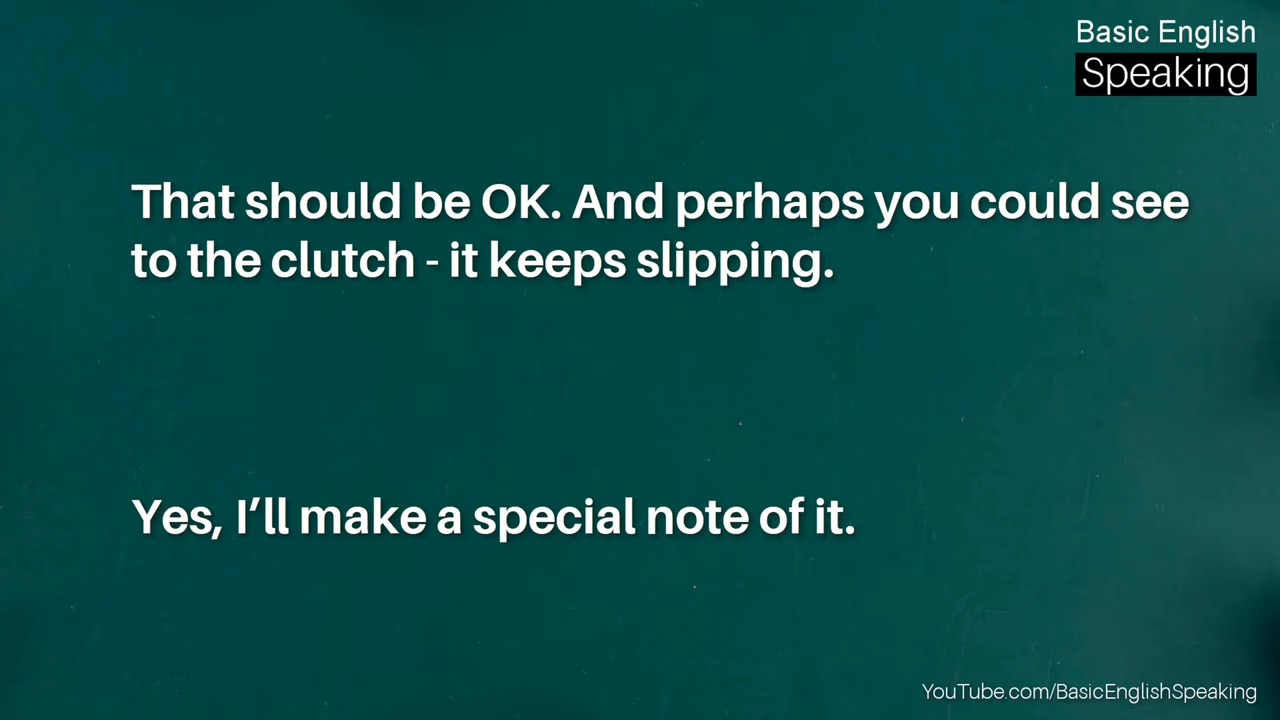 Basic English
Speaking
That should be OK. And perhaps you could see
to the clutch - it keeps slipping.
Yes, I’ll make a special note of it.
YouTube.com/BasicEnglishSpeaking